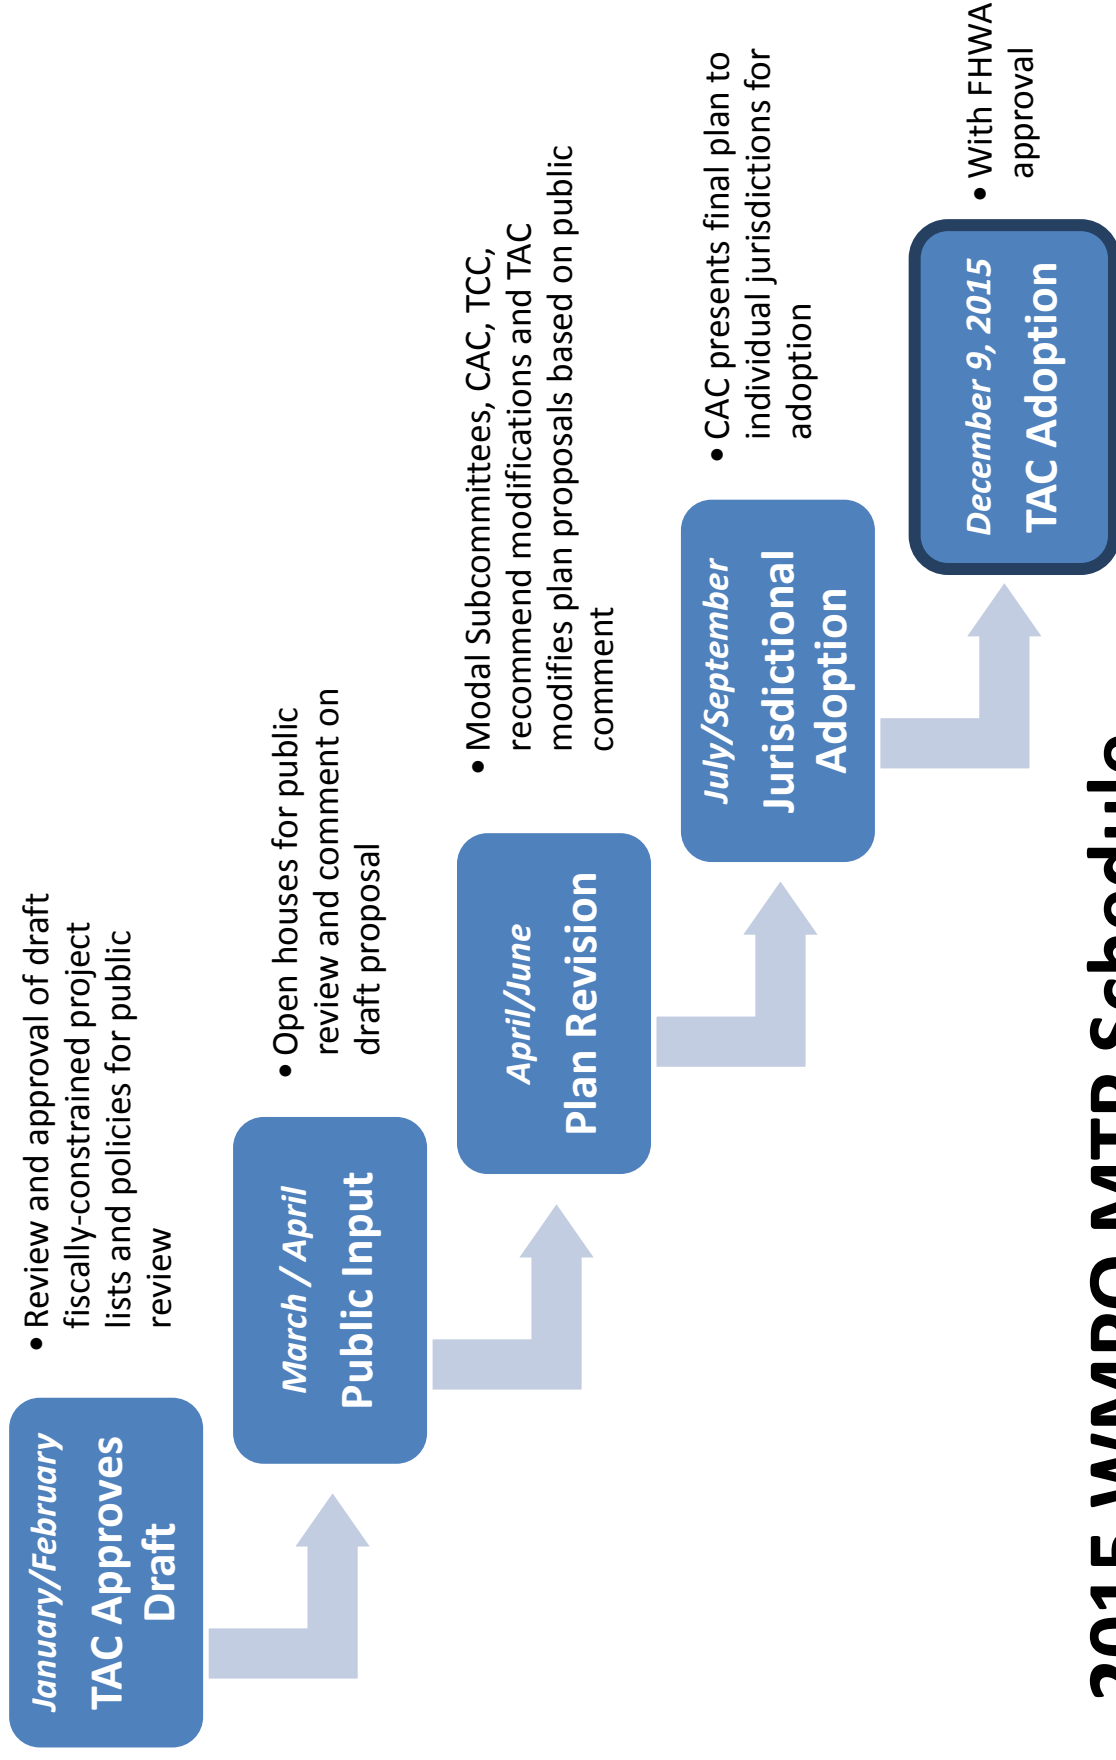 January/February
TAC Approves
Draft
• Review and approval of draft
fiscally-constrained project
lists and policies for public
review
March / April
Public Input
• Open houses for public
review and comment on
draft proposal
April/June
Plan Revision
• Modal Subcommittees, CAC, TCC,
recommend modifications and TAC
modifies plan proposals based on public
comment
July/September
Jurisdictional
Adoption
• CAC presents final plan to
individual jurisdictions for
adoption
December 9, 2015
TAC Adoption
• With FHWA
approval
2015 WMPO MTP Schedule